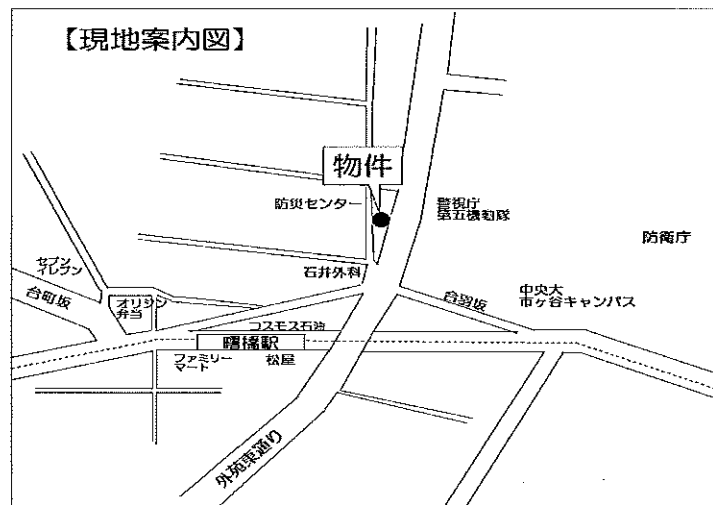 【現地案内図】
物件
防災センター
警視庁
第五機動隊
防衛庁
石井外科
セブン
イレブン
台町坂
オリジン
弁当
合羽坂
中央大
市ヶ谷キャンパス
コスモス石油
曙橋駅
ファミリー
マート
松屋
外苑東通り